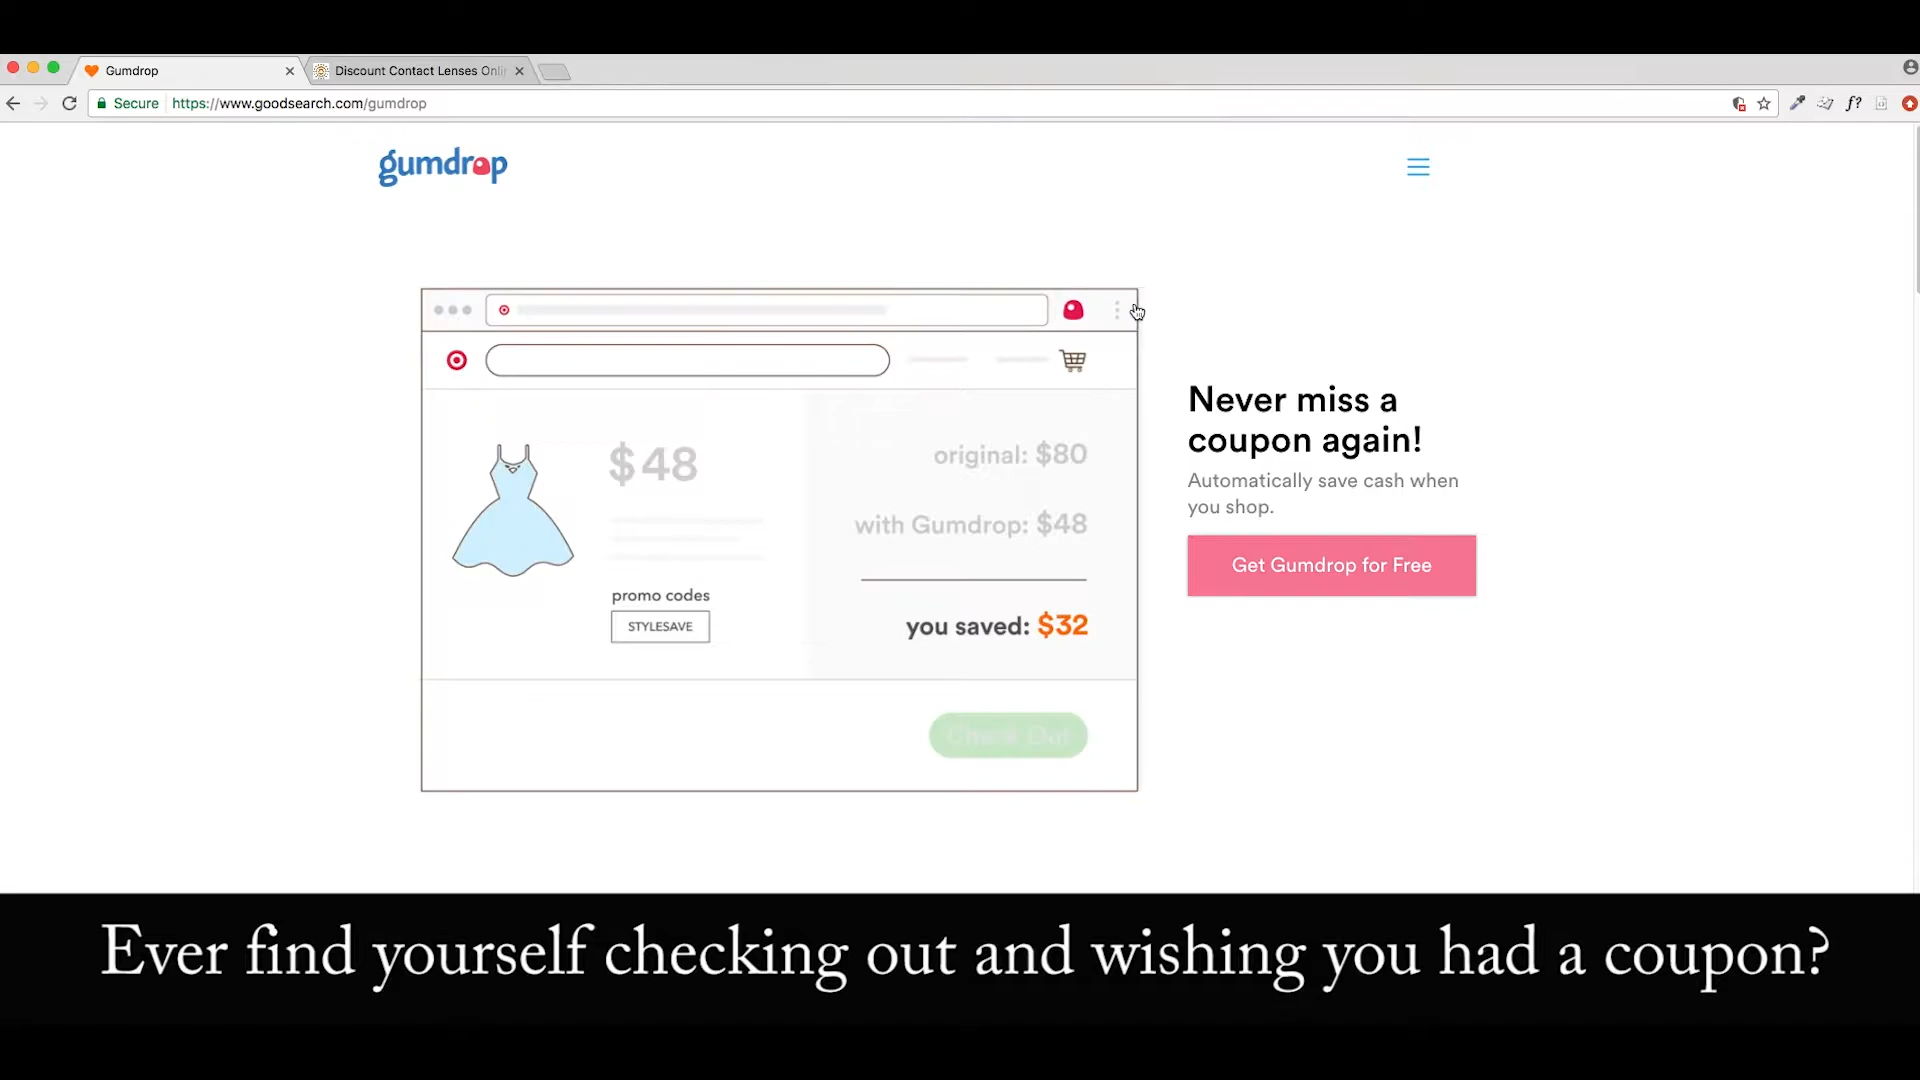 Gumdrop
Discount Contact Lenses Onli
Secure https://www.goodsearch.com/gumdrop
f?
gumdrop
$48
original: $80
with Gumdrop: $48
promo codes
STYLESAVE
you saved: $32
Check Out
Never miss a
coupon again!
Automatically save cash when
you shop.
Get Gumdrop for Free
Ever find yourself checking out and wishing you had a coupon?